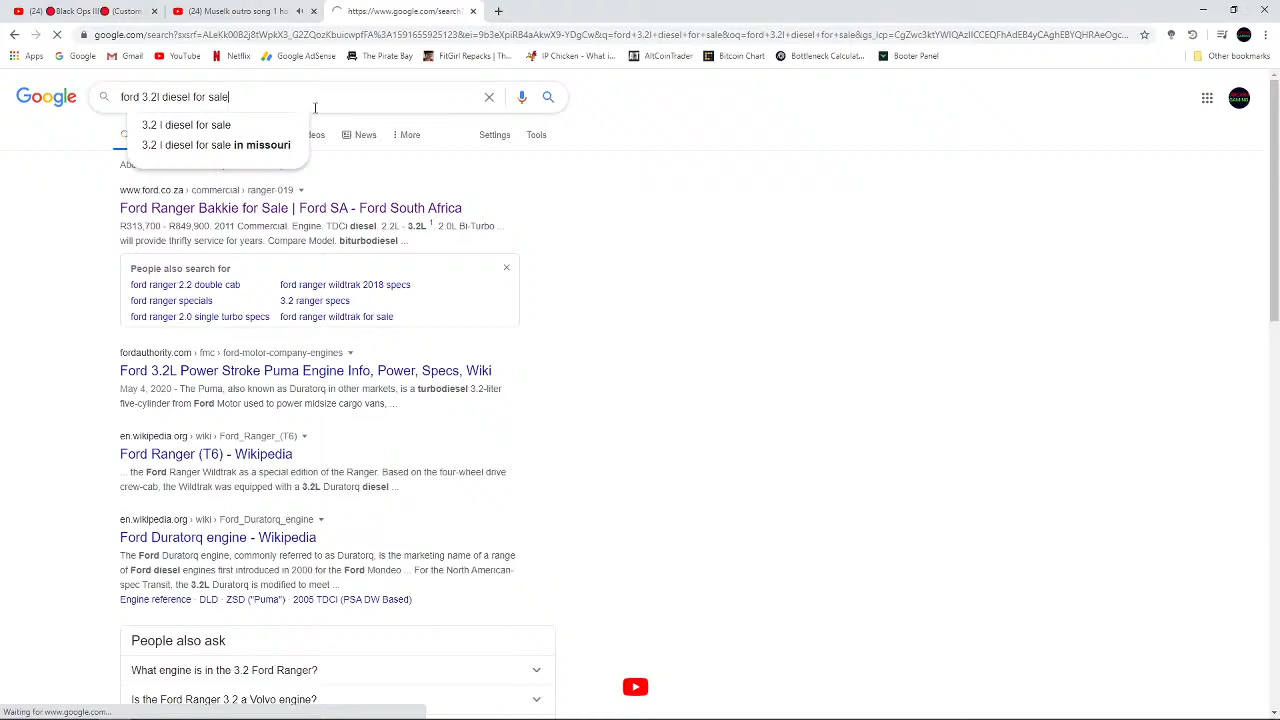 (24) 🔴Black Ops III🔴(Custom
(24) Muselk outro song 1 ho
https://www.google.com/search?
google.com/search?sxsrf=ALeKk00B2j8tWpkX3_G2ZQozKbuicwpfFA%3A1591655925123&ei=9b3eXpiRB4aAkwX9-YDgCw&q=ford+3.2l+diesel+for+sale&oq=ford+3.2l+diesel+for+sale&gs_lcp=CgZwc3ktYWIQAzIICCEQFhAdEB4yCAghEBYQHRAeOgc...
Apps
Google
Gmail
YouTube
Netflix
Google AdSense
The Pirate Bay
FitGirl Repacks | Th...
IP Chicken - What i...
AltCoinTrader
Bitcoin Chart
Bottleneck Calculat...
Booter Panel
Other bookmarks
Google
ford 3.2l diesel for sale
3.2 l diesel for sale
3.2 l diesel for sale in missouri
News
More
Settings
Tools
www.ford.co.za › commercial › ranger-019
Ford Ranger Bakkie for Sale | Ford SA - Ford South Africa
R313,700 - R849,900. 2011 Commercial. Engine. TDCi diesel. 2.2L - 3.2L 1. 2.0L Bi-Turbo ...
will provide thrifty service for years. Compare Model. biturbodiesel ...
People also search for
ford ranger 2.2 double cab
ford ranger wildtrak 2018 specs
ford ranger specials
3.2 ranger specs
ford ranger 2.0 single turbo specs
ford ranger wildtrak for sale
fordauthority.com › fmc › ford-motor-company-engines
Ford 3.2L Power Stroke Puma Engine Info, Power, Specs, Wiki
May 4, 2020 - The Puma, also known as Duratorq in other markets, is a turbodiesel 3.2-liter
five-cylinder from Ford Motor used to power midsize cargo vans, ...
en.wikipedia.org › wiki › Ford_Ranger_(T6)
Ford Ranger (T6) - Wikipedia
... the Ford Ranger Wildtrak as a special edition of the Ranger. Based on the four-wheel drive
crew-cab, the Wildtrak was equipped with a 3.2L Duratorq diesel ...
en.wikipedia.org › wiki › Ford_Duratorq_engine
Ford Duratorq engine - Wikipedia
The Ford Duratorq engine, commonly referred to as Duratorq, is the marketing name of a range
of Ford diesel engines first introduced in 2000 for the Ford Mondeo ... For the North American-
spec Transit, the 3.2L Duratorq is modified to meet ...
Engine reference · DLD · ZSD ("Puma") · 2005 TDCI (PSA DW Based)
People also ask
What engine is in the 3.2 Ford Ranger?
Is the Ford Ranger 3.2 a Volvo engine?
Waiting for www.google.com...